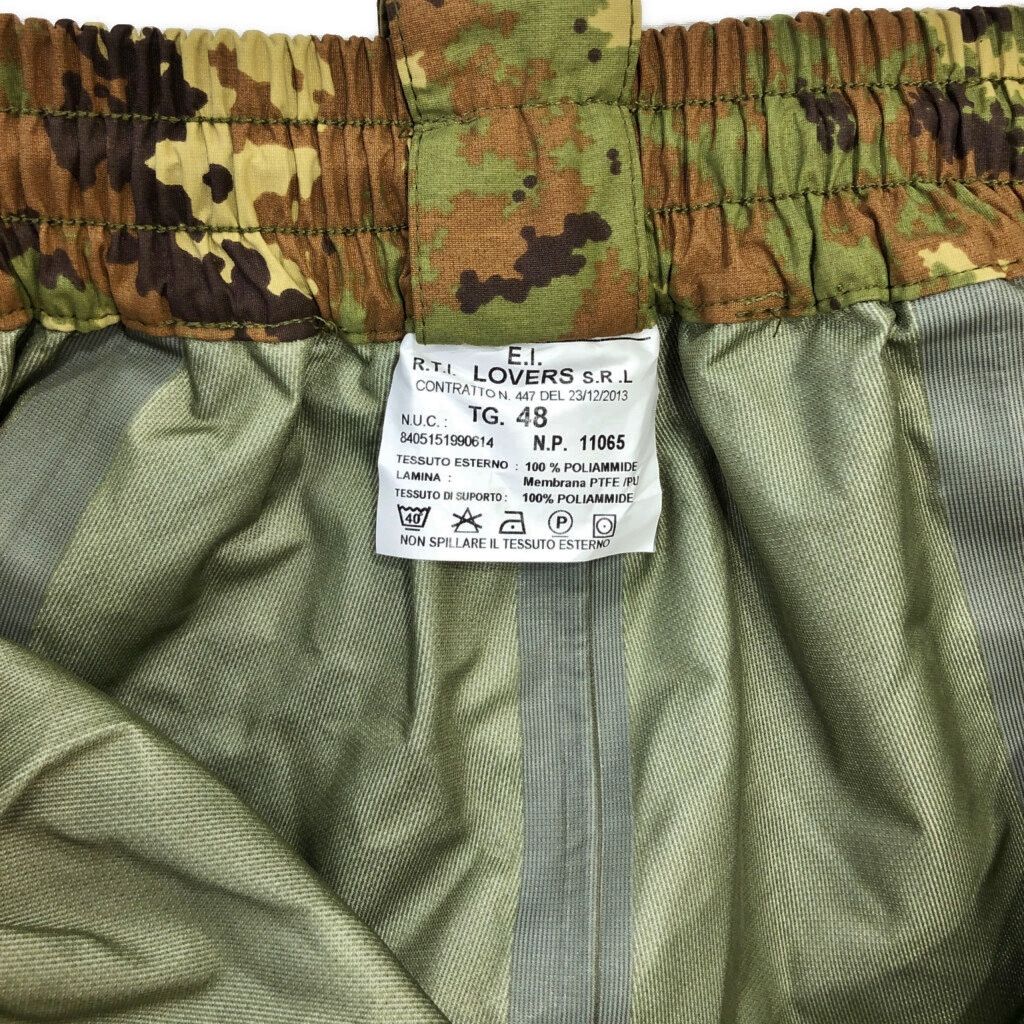 E.I.
R.T.I. LOVERS S.R.L
CONTRATTO N. 447 DEL 23/12/2013
N.U.C.: TG. 48
8405151990614 N.P. 11065
TESSUTO ESTERNO : 100 % POLIAMMIDE
LAMINA : Membrana PTFE /PU
TESSUTO DI SUPORTO: 100% POLIAMMIDE
40 P
NON SPILLARE IL TESSUTO ESTERNO